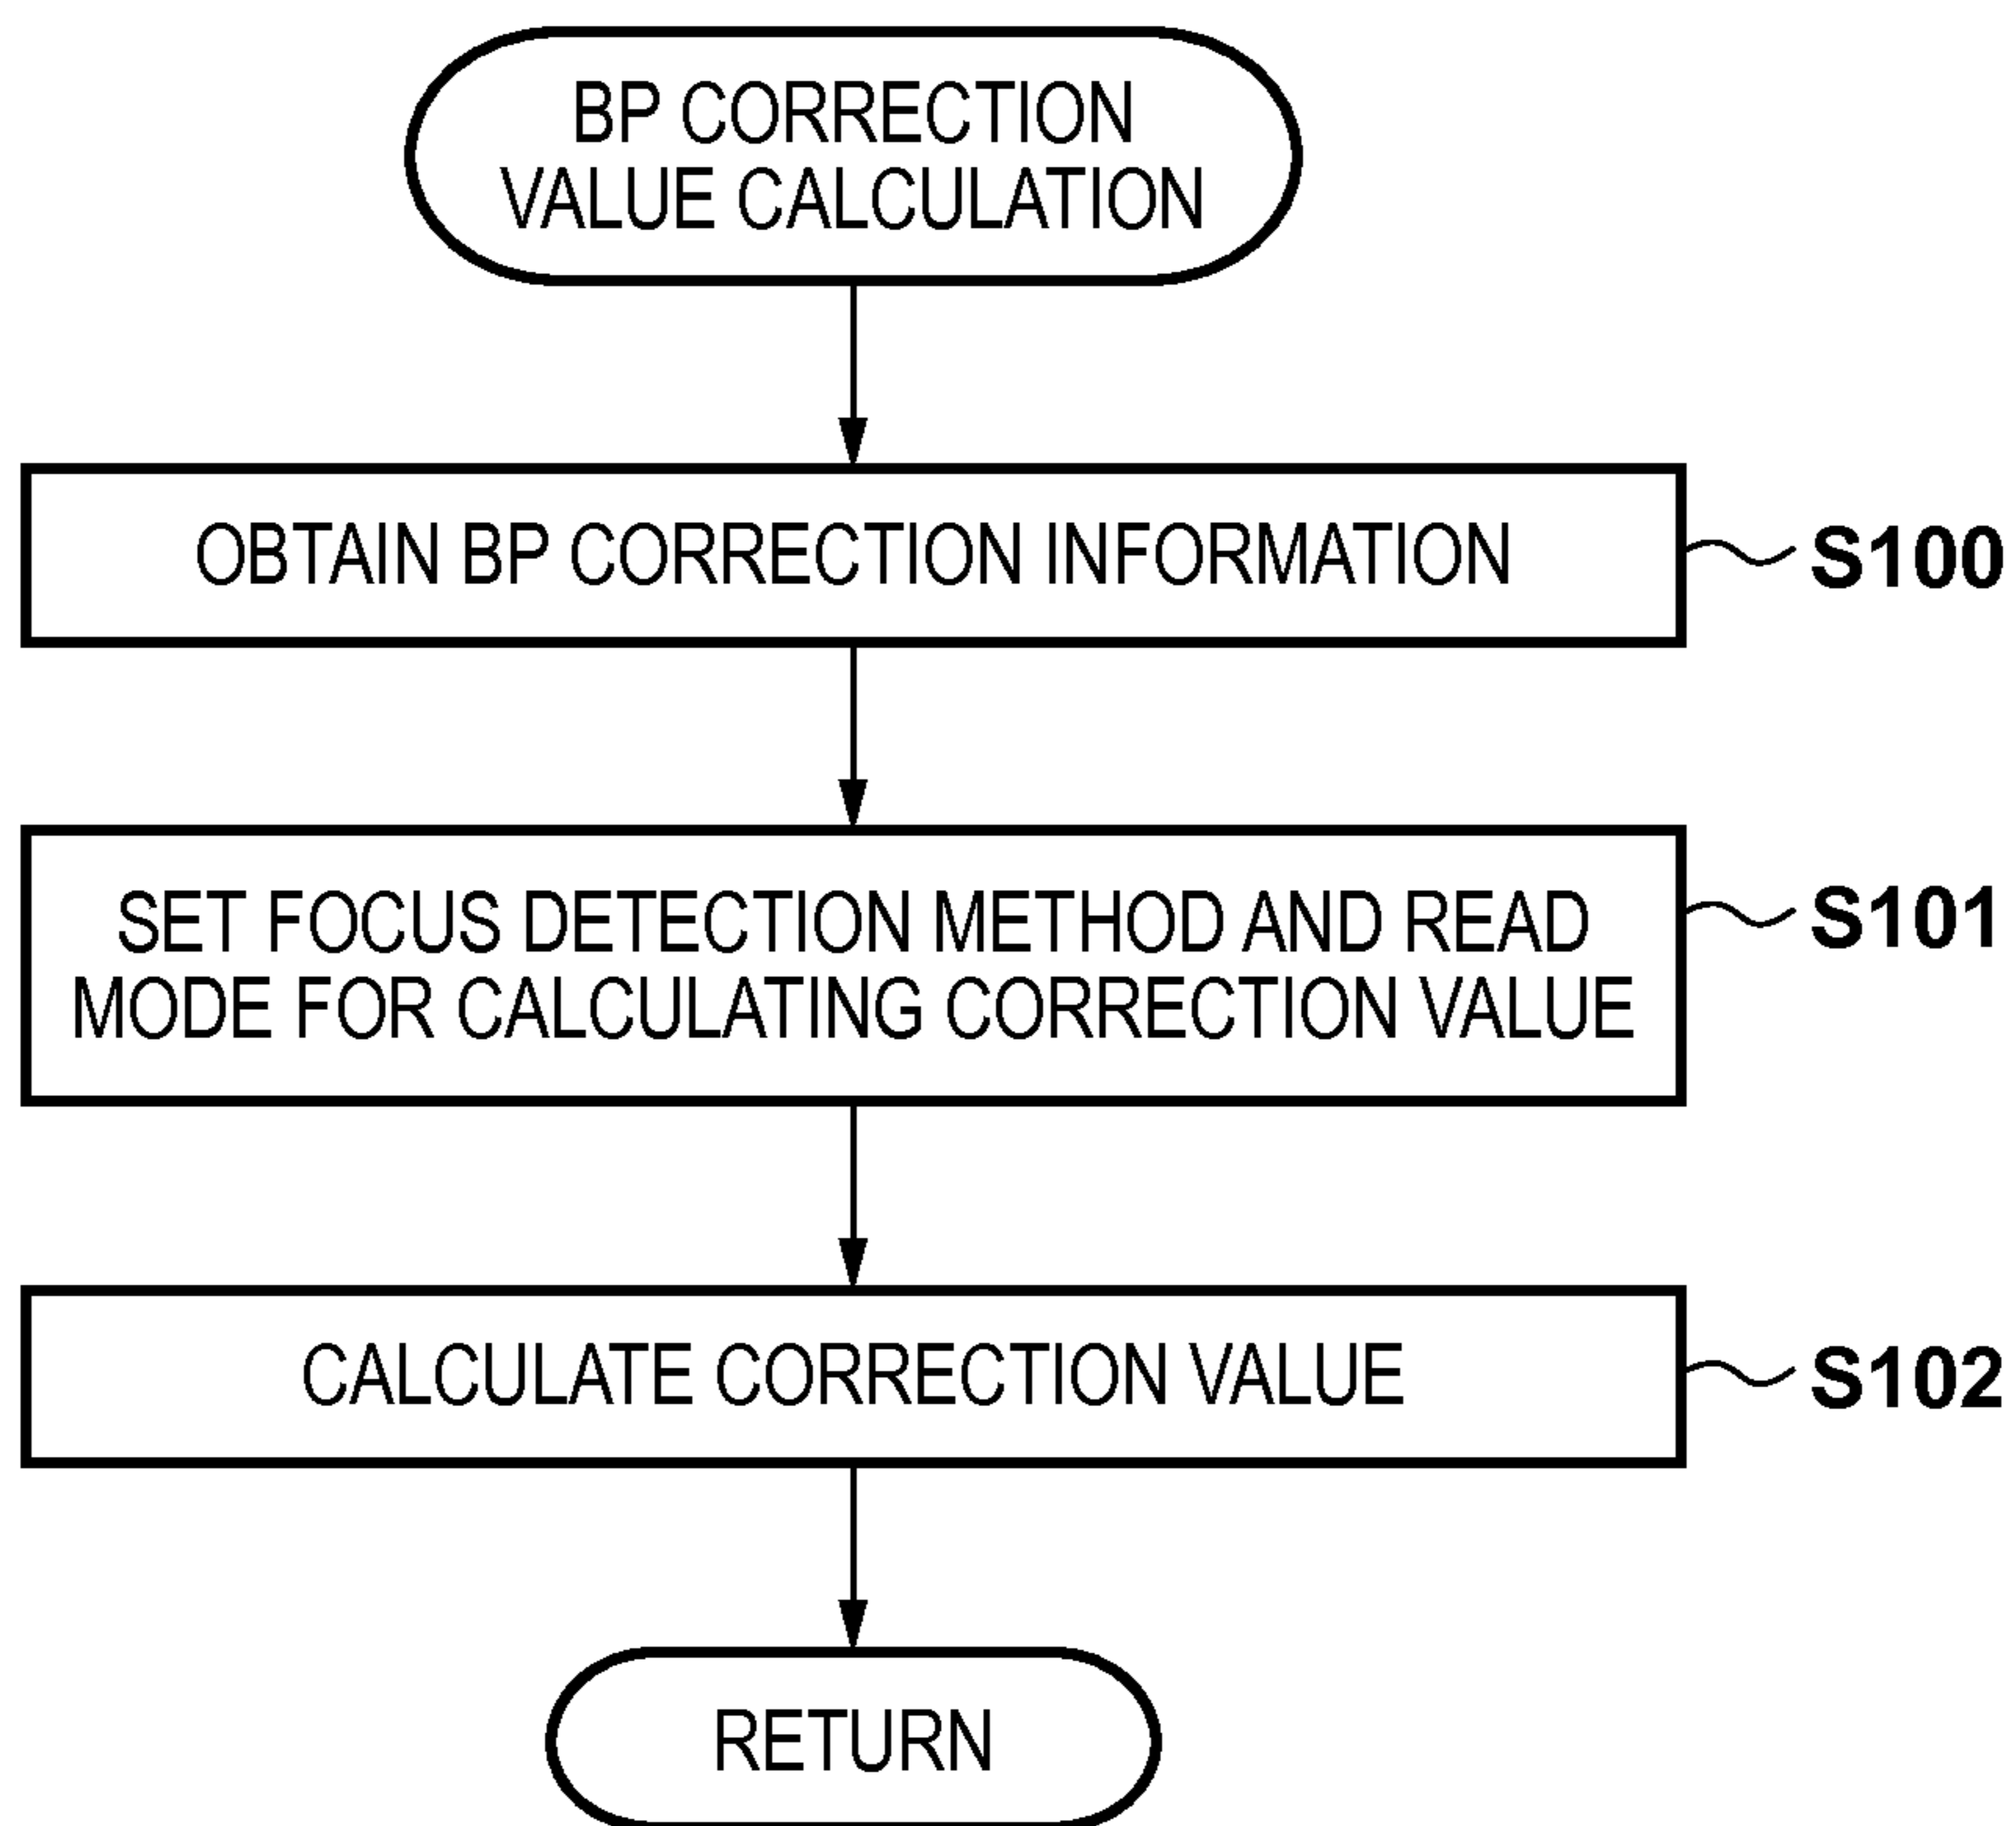 BP CORRECTION
VALUE CALCULATION
OBTAIN BP CORRECTION INFORMATION
S100
SET FOCUS DETECTION METHOD AND READ
MODE FOR CALCULATING CORRECTION VALUE
S101
CALCULATE CORRECTION VALUE
S102
RETURN